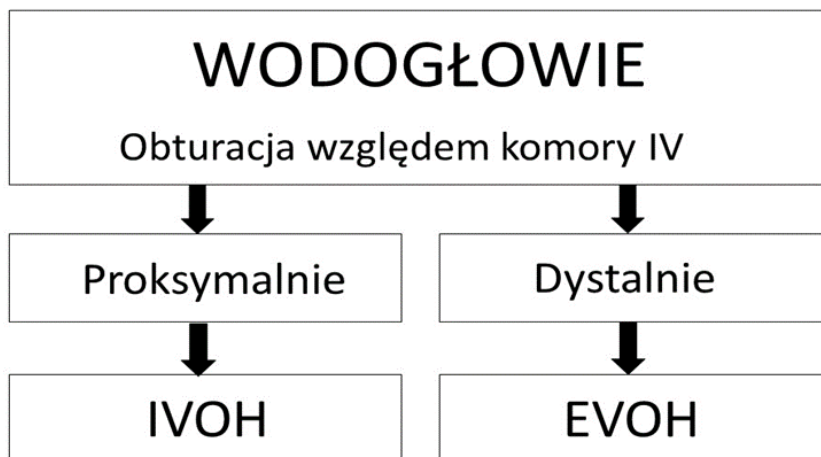 WODOGŁOWIE
Obturacja względem komory IV
Proksymalnie
Dystalnie
IVOH
EVOH